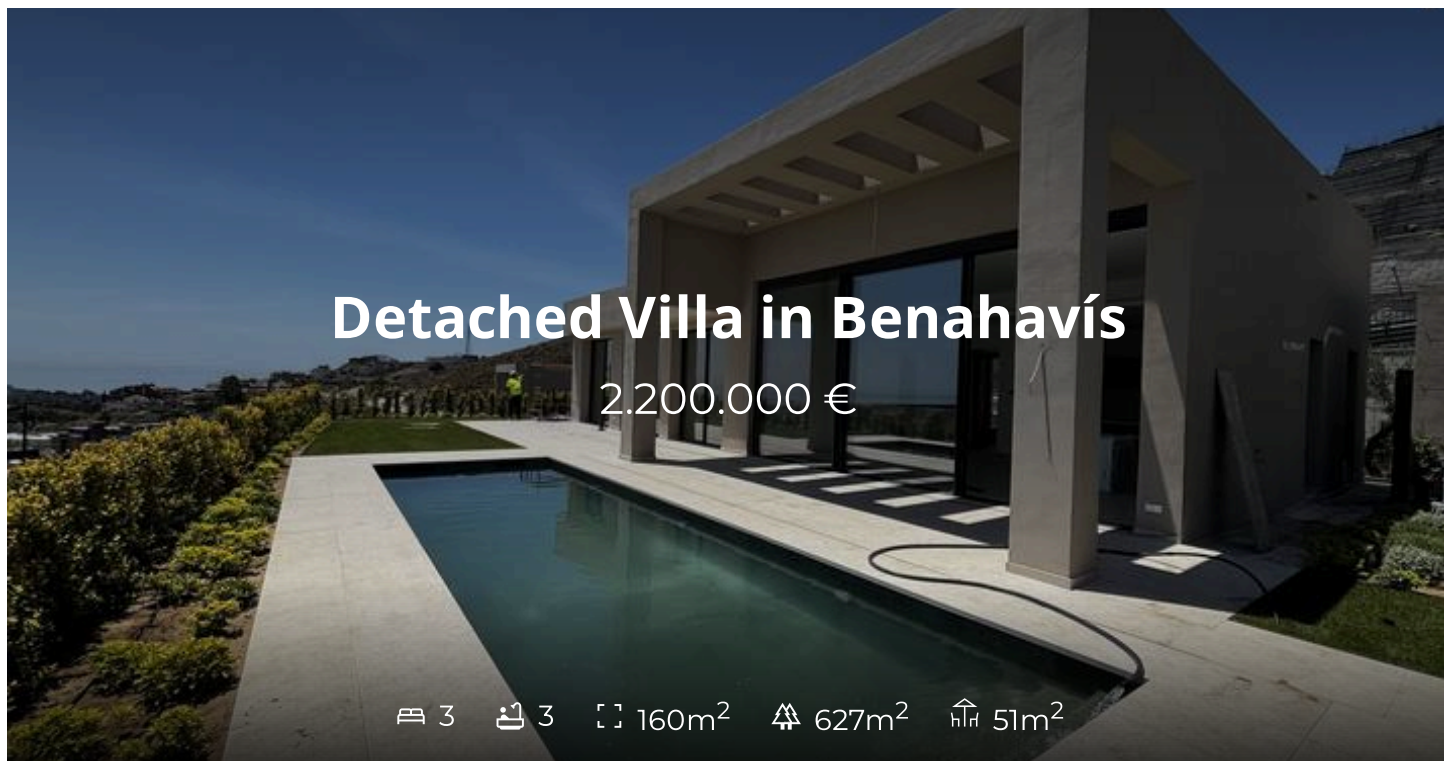 Detached Villa in Benahavís
2.200.000 €
3 3 160m² 627m² 51m²